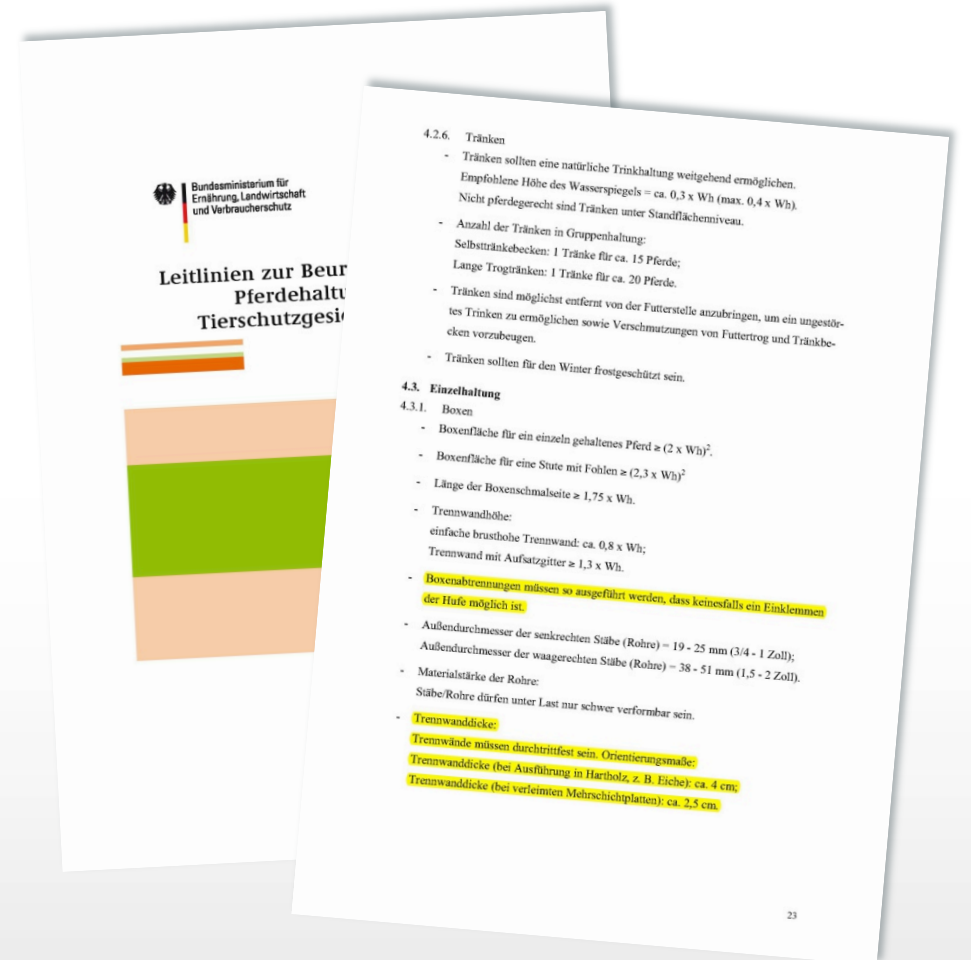 Bundesministerium für
Ernährung, Landwirtschaft
und Verbraucherschutz
Leitlinien zur
Tierschutz
4.2.6. Tränken
- Tränken sollten eine natürliche Trinkhaltung weitgehend ermöglichen.
Empfohlene Höhe des Wasserspiegels = ca. 0,3 x Wh (max. 0,4 x Wh).
Nicht pferdegerecht sind Tränken unter Standflächenniveau.
- Anzahl der Tränken in Gruppenhaltung:
Selbsttränkebecken: 1 Tränke für ca. 15 Pferde;
Lange Trogtränken: 1 Tränke für ca. 20 Pferde.
- Tränken sind möglichst entfernt von der Futterstelle anzubringen, um ein ungestör-
tes Trinken zu ermöglichen sowie Verschmutzungen von Futtertrog und Tränkbe-
cken vorzubeugen.
- Tränken sollten für den Winter frostgeschützt sein.
4.3. Einzelhaltung
4.3.1. Boxen
- Boxenfläche für ein einzeln gehaltenes Pferd ≥ (2 x Wh)².
- Boxenfläche für eine Stute mit Fohlen ≥ (2,3 x Wh)²
- Länge der Boxenschmalseite ≥ 1,75 x Wh.
- Trennwandhöhe:
einfache brusthohe Trennwand: ca. 0,8 x Wh;
Trennwand mit Aufsatzgitter ≥ 1,3 x Wh.
- Boxenabtrennungen müssen so ausgeführt werden, dass keinesfalls ein Einklemmen
der Hufe möglich ist.
- Außendurchmesser der senkrechten Stäbe (Rohre) = 19 - 25 mm (3/4 - 1 Zoll);
Außendurchmesser der waagerechten Stäbe (Rohre) = 38 - 51 mm (1,5 - 2 Zoll).
- Materialstärke der Rohre:
Stäbe/Rohre dürfen unter Last nur schwer verformbar sein.
- Trennwanddicke:
Trennwände müssen durchtrittfest sein. Orientierungsmaße:
Trennwanddicke (bei Ausführung in Hartholz, z. B. Eiche): ca. 4 cm;
Trennwanddicke (bei verleimten Mehrschichtplatten): ca. 2,5 cm.
23